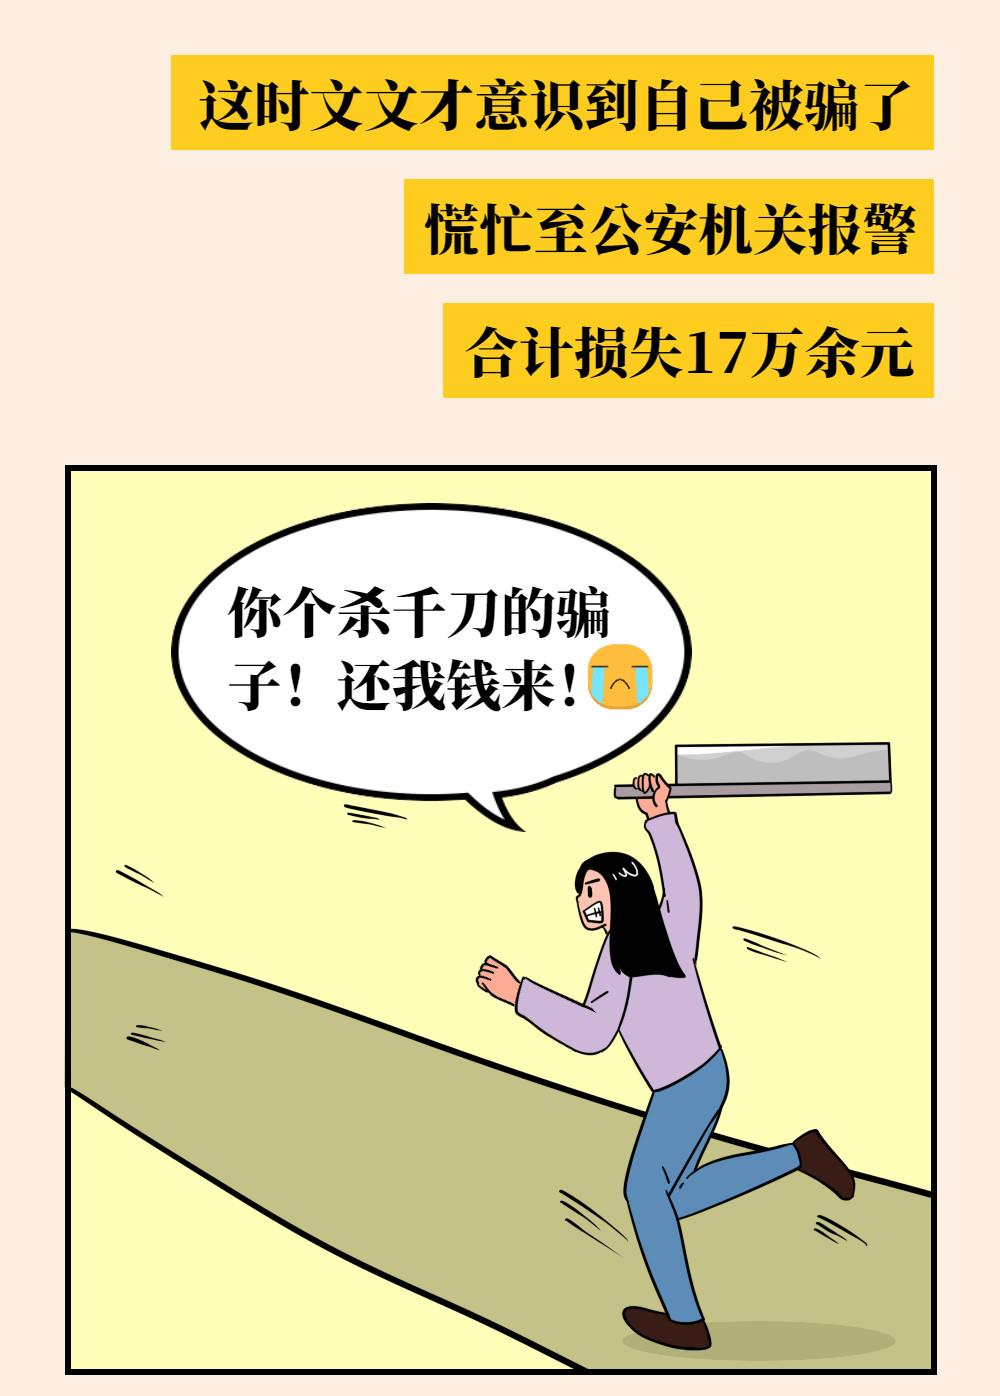 这时文文才意识到自己被骗了
慌忙至公安机关报警
合计损失17万余元
你个杀千刀的骗
子！还我钱来！😭